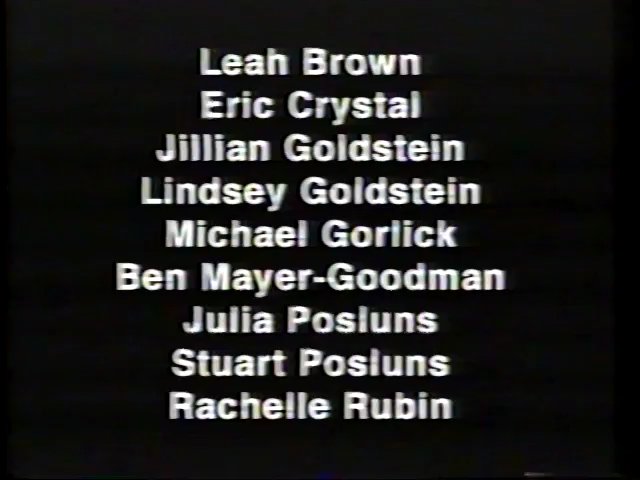 Leah Brown
Eric Crystal
Jillian Goldstein
Lindsey Goldstein
Michael Gorlick
Ben Mayer-Goodman
Julia Posluns
Stuart Posluns
Rachelle Rubin